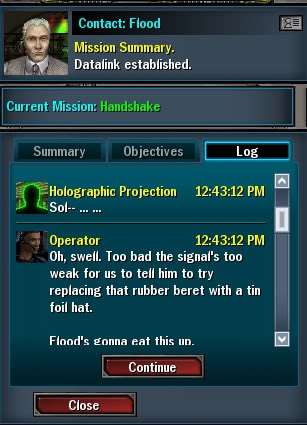 Contact: Flood
Mission Summary.
Datalink established.
Current Mission: Handshake
Summary
Objectives
Log
Holographic Projection 12:43:12 PM
Sol-- ... ...
Operator 12:43:12 PM
Oh, swell. Too bad the signal's too
weak for us to tell him to try
replacing that rubber beret with a tin
foil hat.
Flood's gonna eat this up.
Continue
Close